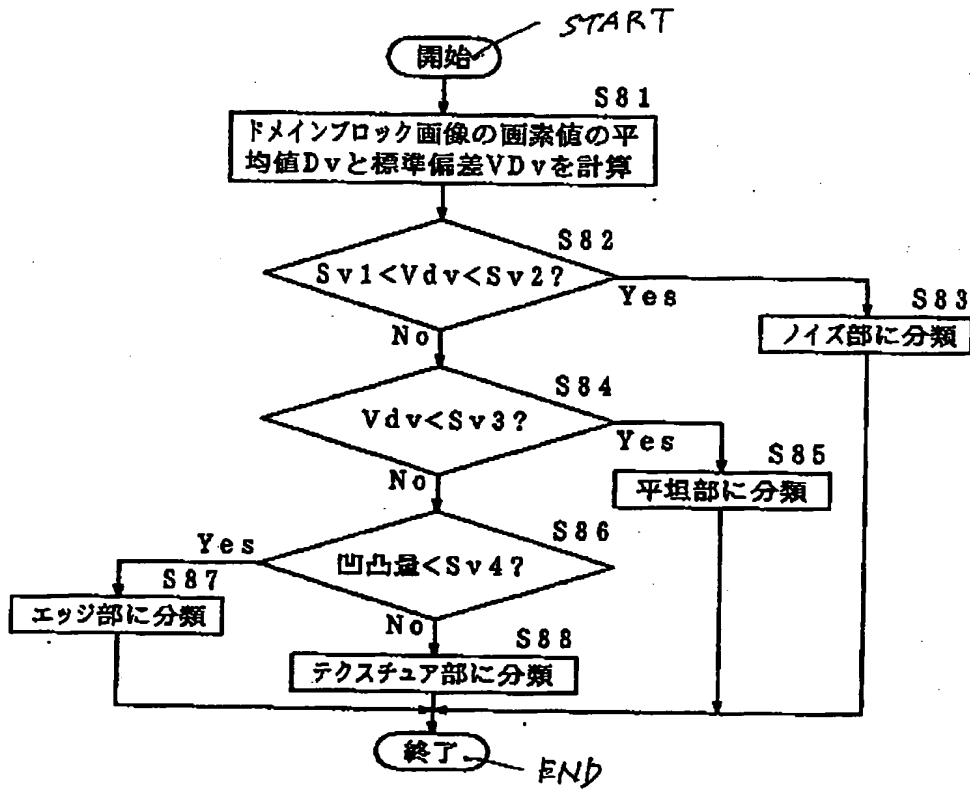 START
開始
S81
ドメインブロック画像の画素値の平
均値Dvと標準偏差VDvを計算
S82
Sv1<Vdv<Sv2?
Yes
No
S83
ノイズ部に分類
S84
Vdv<Sv3?
Yes
No
S85
平坦部に分類
S86
凹凸量<Sv4?
Yes
No
S87
エッジ部に分類
S88
テクスチュア部に分類
終了
END